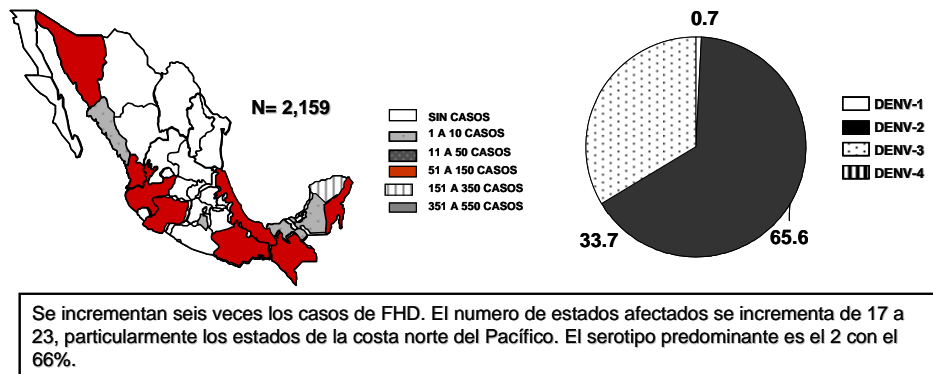 0.7
N= 2,159
SIN CASOS
1 A 10 CASOS
11 A 50 CASOS
51 A 150 CASOS
151 A 350 CASOS
351 A 550 CASOS
DENV-1
DENV-2
DENV-3
DENV-4
33.7
65.6
Se incrementan seis veces los casos de FHD. El numero de estados afectados se incrementa de 17 a
23, particularmente los estados de la costa norte del Pacífico. El serotipo predominante es el 2 con el
66%.